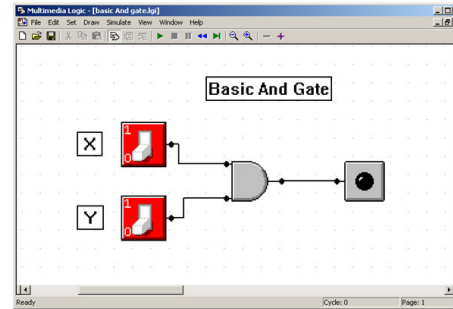 Multimedia Logic - [basic And gate.lgi]
File Edit Set Draw Simulate View Window Help
Basic And Gate
X
1
0
Y
1
0
Ready Cycle: 0 Page: 1